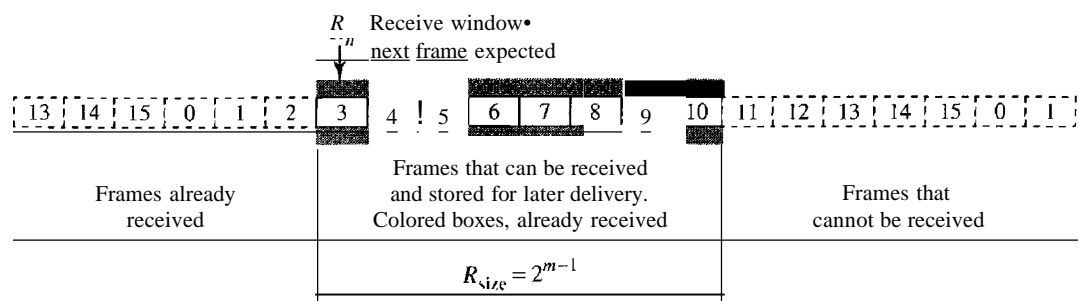 R Receive window•
n next frame expected
13 14 15 0 1 2 3 4 ! 5 6 7 8 9 10 11 12 13 14 15 0 1
Frames already
received
Frames that can be received
and stored for later delivery.
Colored boxes, already received
Frames that
cannot be received
R_size = 2^{m-1}